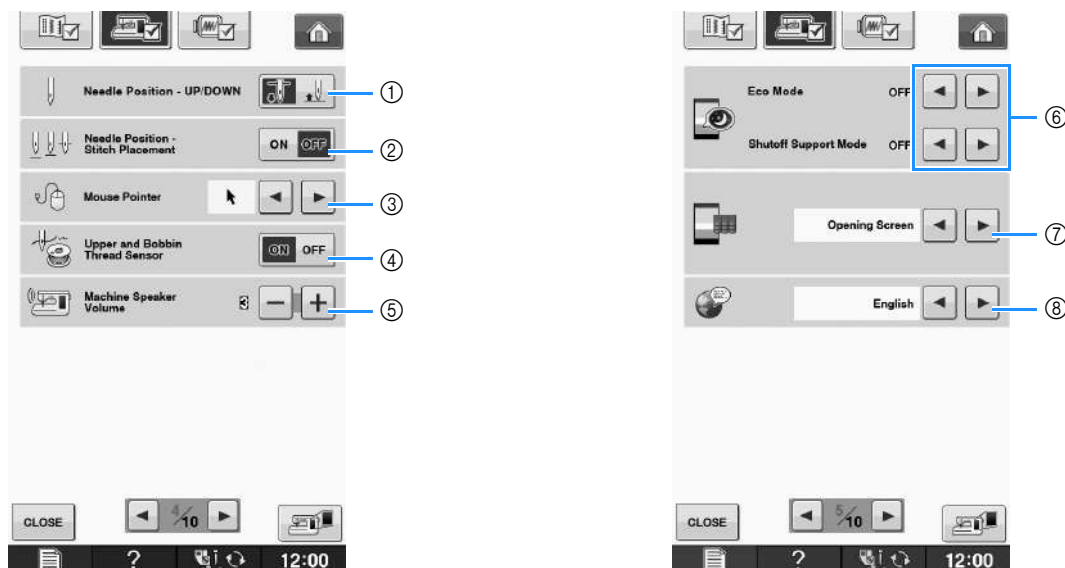 Needle Position - UP/DOWN
①
Needle Position -
Stitch Placement
ON OFF
②
Mouse Pointer
③
Upper and Bobbin
Thread Sensor
ON OFF
④
Machine Speaker
Volume
3
− +
⑤
CLOSE
4/10
? i 12:00
Eco Mode OFF
⑥
Shutoff Support Mode OFF
Opening Screen
⑦
English
⑧
CLOSE
5/10
? i 12:00